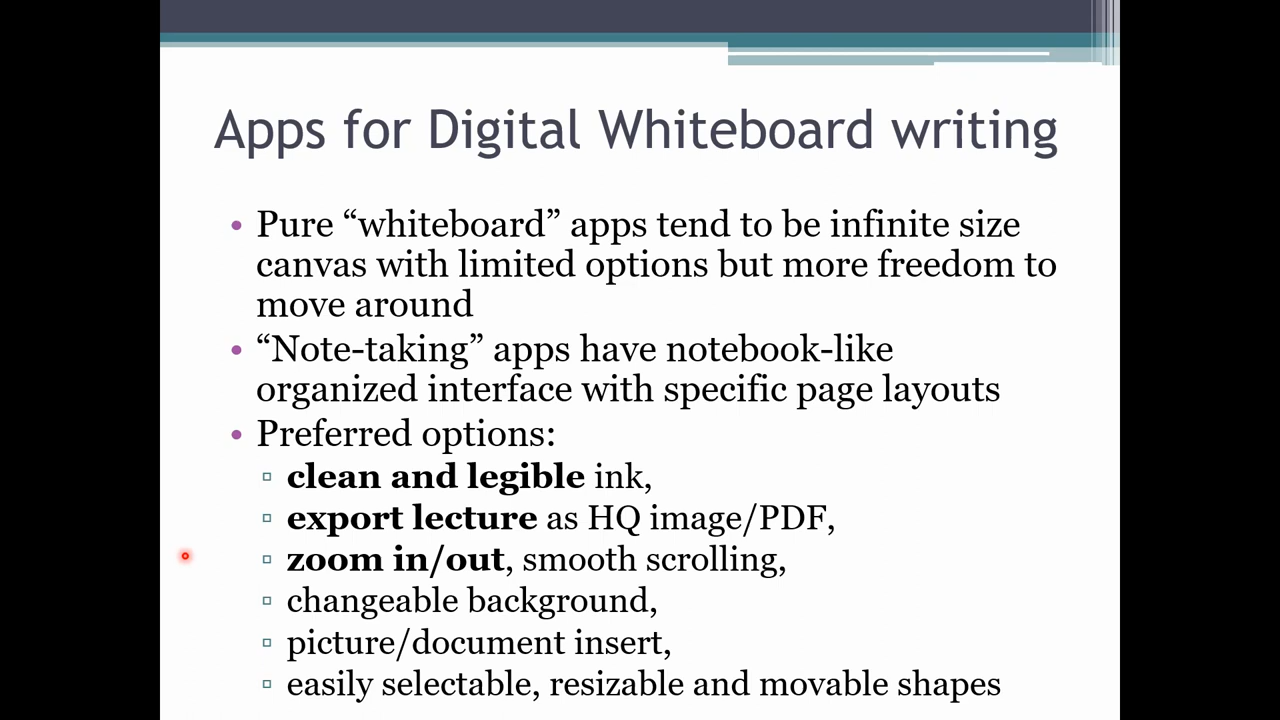 Apps for Digital Whiteboard writing
• Pure “whiteboard” apps tend to be infinite size
canvas with limited options but more freedom to
move around
• “Note-taking” apps have notebook-like
organized interface with specific page layouts
• Preferred options:
▫ clean and legible ink,
▫ export lecture as HQ image/PDF,
▫ zoom in/out, smooth scrolling,
▫ changeable background,
▫ picture/document insert,
▫ easily selectable, resizable and movable shapes